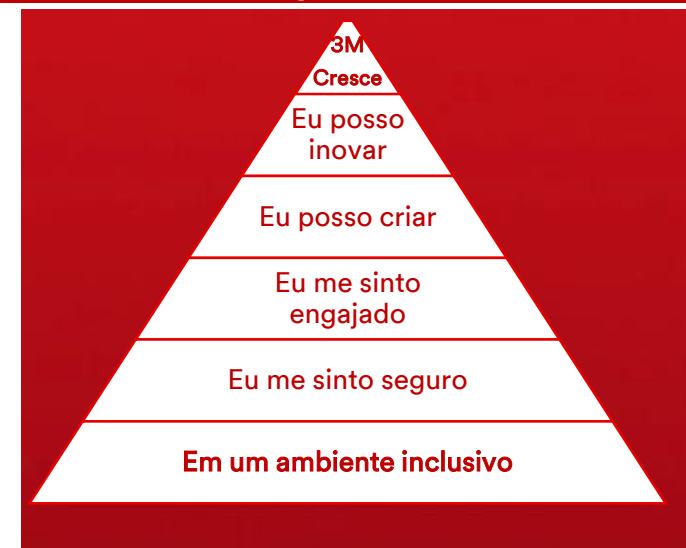 3M
Cresce
Eu posso
inovar
Eu posso criar
Eu me sinto
engajado
Eu me sinto seguro
Em um ambiente inclusivo